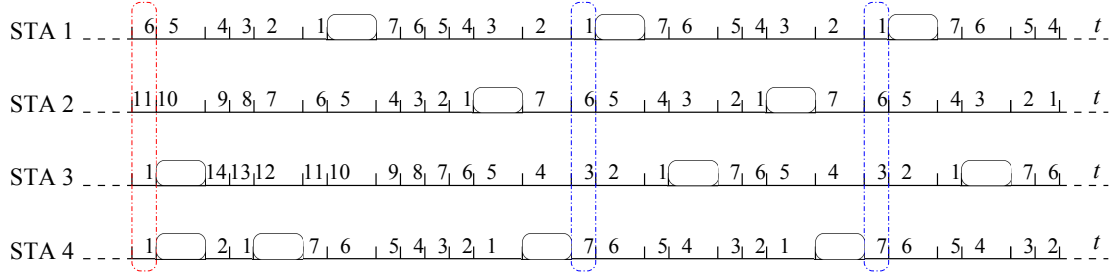 STA 1 6 5 4 3 2 1 7 6 5 4 3 2 1 7 6 5 4 3 2 1 7 6 5 4 t
STA 2 11 10 9 8 7 6 5 4 3 2 1 7 6 5 4 3 2 1 7 6 5 4 3 2 1 t
STA 3 1 14 13 12 11 10 9 8 7 6 5 4 3 2 1 7 6 5 4 3 2 1 7 6 t
STA 4 1 2 1 7 6 5 4 3 2 1 7 6 5 4 3 2 1 7 6 5 4 3 2 t